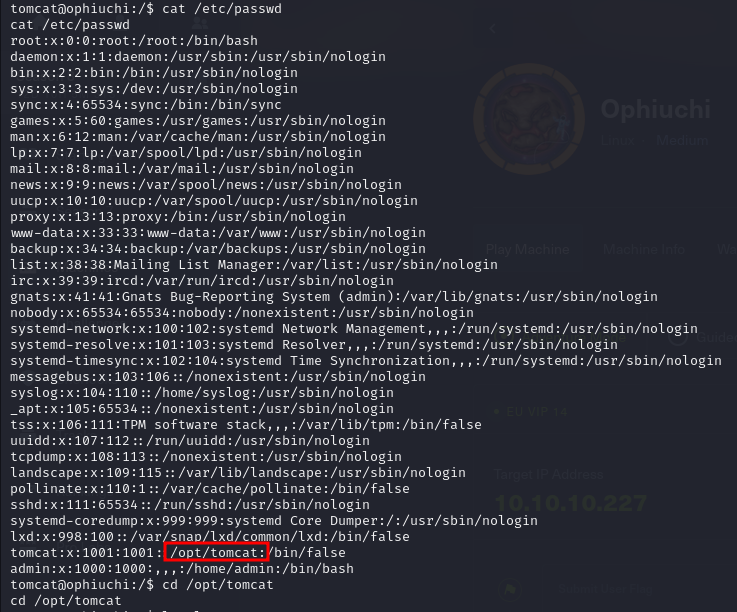 tomcat@ophiuchi:/$ cat /etc/passwd
cat /etc/passwd
root:x:0:0:root:/root:/bin/bash
daemon:x:1:1:daemon:/usr/sbin:/usr/sbin/nologin
bin:x:2:2:bin:/bin:/usr/sbin/nologin
sys:x:3:3:sys:/dev:/usr/sbin/nologin
sync:x:4:65534:sync:/bin:/bin/sync
games:x:5:60:games:/usr/games:/usr/sbin/nologin
man:x:6:12:man:/var/cache/man:/usr/sbin/nologin
lp:x:7:7:lp:/var/spool/lpd:/usr/sbin/nologin
mail:x:8:8:mail:/var/mail:/usr/sbin/nologin
news:x:9:9:news:/var/spool/news:/usr/sbin/nologin
uucp:x:10:10:uucp:/var/spool/uucp:/usr/sbin/nologin
proxy:x:13:13:proxy:/bin:/usr/sbin/nologin
www-data:x:33:33:www-data:/var/www:/usr/sbin/nologin
backup:x:34:34:backup:/var/backups:/usr/sbin/nologin
list:x:38:38:Mailing List Manager:/var/list:/usr/sbin/nologin
irc:x:39:39:ircd:/var/run/ircd:/usr/sbin/nologin
gnats:x:41:41:Gnats Bug-Reporting System (admin):/var/lib/gnats:/usr/sbin/nologin
nobody:x:65534:65534:nobody:/nonexistent:/usr/sbin/nologin
systemd-network:x:100:102:systemd Network Management,,,:/run/systemd:/usr/sbin/nologin
systemd-resolve:x:101:103:systemd Resolver,,,:/run/systemd:/usr/sbin/nologin
systemd-timesync:x:102:104:systemd Time Synchronization,,,:/run/systemd:/usr/sbin/nologin
messagebus:x:103:106::/nonexistent:/usr/sbin/nologin
syslog:x:104:110::/home/syslog:/usr/sbin/nologin
_apt:x:105:65534::/nonexistent:/usr/sbin/nologin
tss:x:106:111:TPM software stack,,,:/var/lib/tpm:/bin/false
uuidd:x:107:112::/run/uuidd:/usr/sbin/nologin
tcpdump:x:108:113::/nonexistent:/usr/sbin/nologin
landscape:x:109:115::/var/lib/landscape:/usr/sbin/nologin
pollinate:x:110:1::/var/cache/pollinate:/bin/false
sshd:x:111:65534::/run/sshd:/usr/sbin/nologin
systemd-coredump:x:999:999:systemd Core Dumper:/:/usr/sbin/nologin
lxd:x:998:100::/var/snap/lxd/common/lxd:/bin/false
tomcat:x:1001:1001::/opt/tomcat:/bin/false
admin:x:1000:1000:,,,:/home/admin:/bin/bash
tomcat@ophiuchi:/$ cd /opt/tomcat
cd /opt/tomcat
Ophiuchi
Linux Medium
Play Machine Machine Info
EU VIP 14
Target IP Address
10.10.10.227